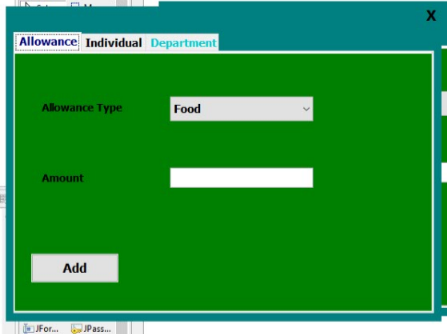 X
Allowance Individual Department
Allowance Type Food
Amount
Add
JFor... JPass...